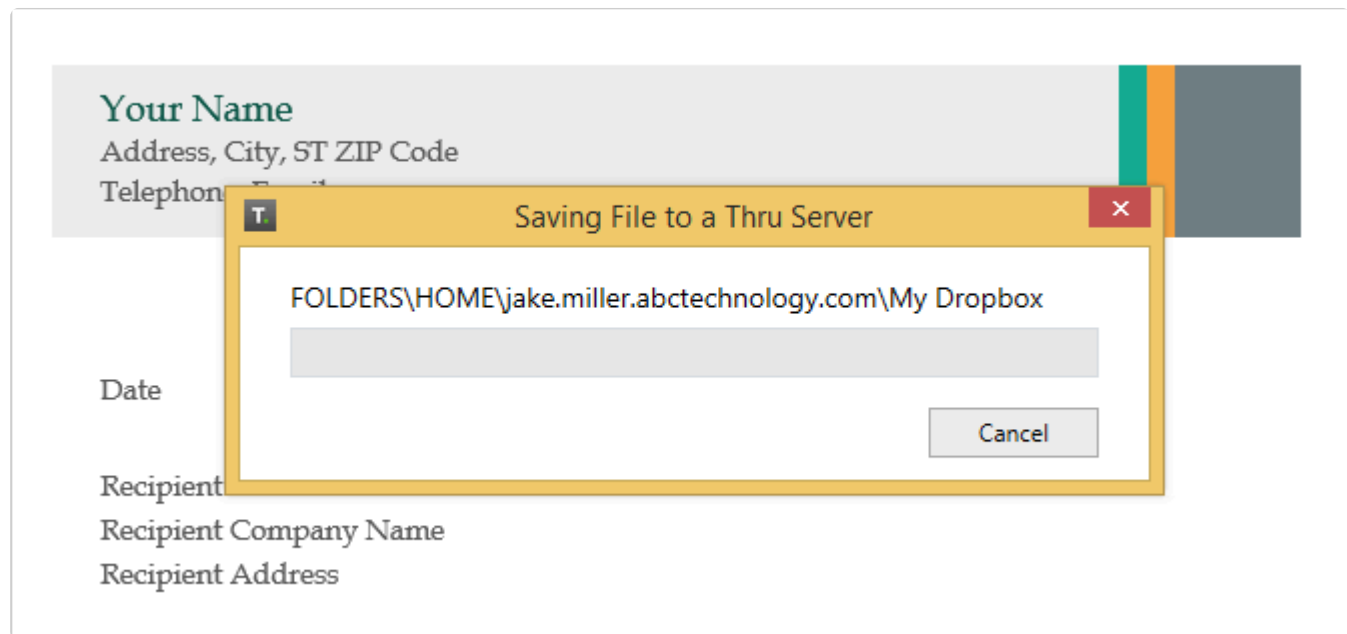 Your Name
Address, City, ST ZIP Code
Telephon
T.
Saving File to a Thru Server
FOLDERS\HOME\jake.miller.abctechnology.com\My Dropbox
Cancel
Date
Recipient
Recipient Company Name
Recipient Address